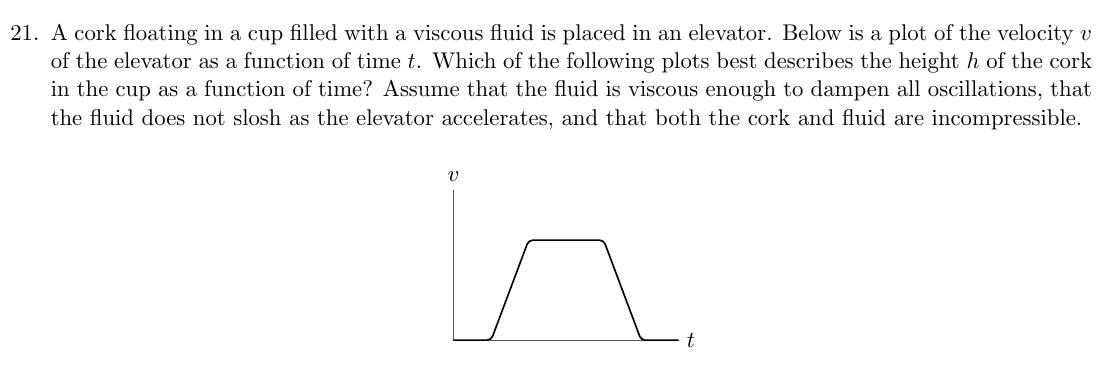 21. A cork floating in a cup filled with a viscous fluid is placed in an elevator. Below is a plot of the velocity v
of the elevator as a function of time t. Which of the following plots best describes the height h of the cork
in the cup as a function of time? Assume that the fluid is viscous enough to dampen all oscillations, that
the fluid does not slosh as the elevator accelerates, and that both the cork and fluid are incompressible.
v
t